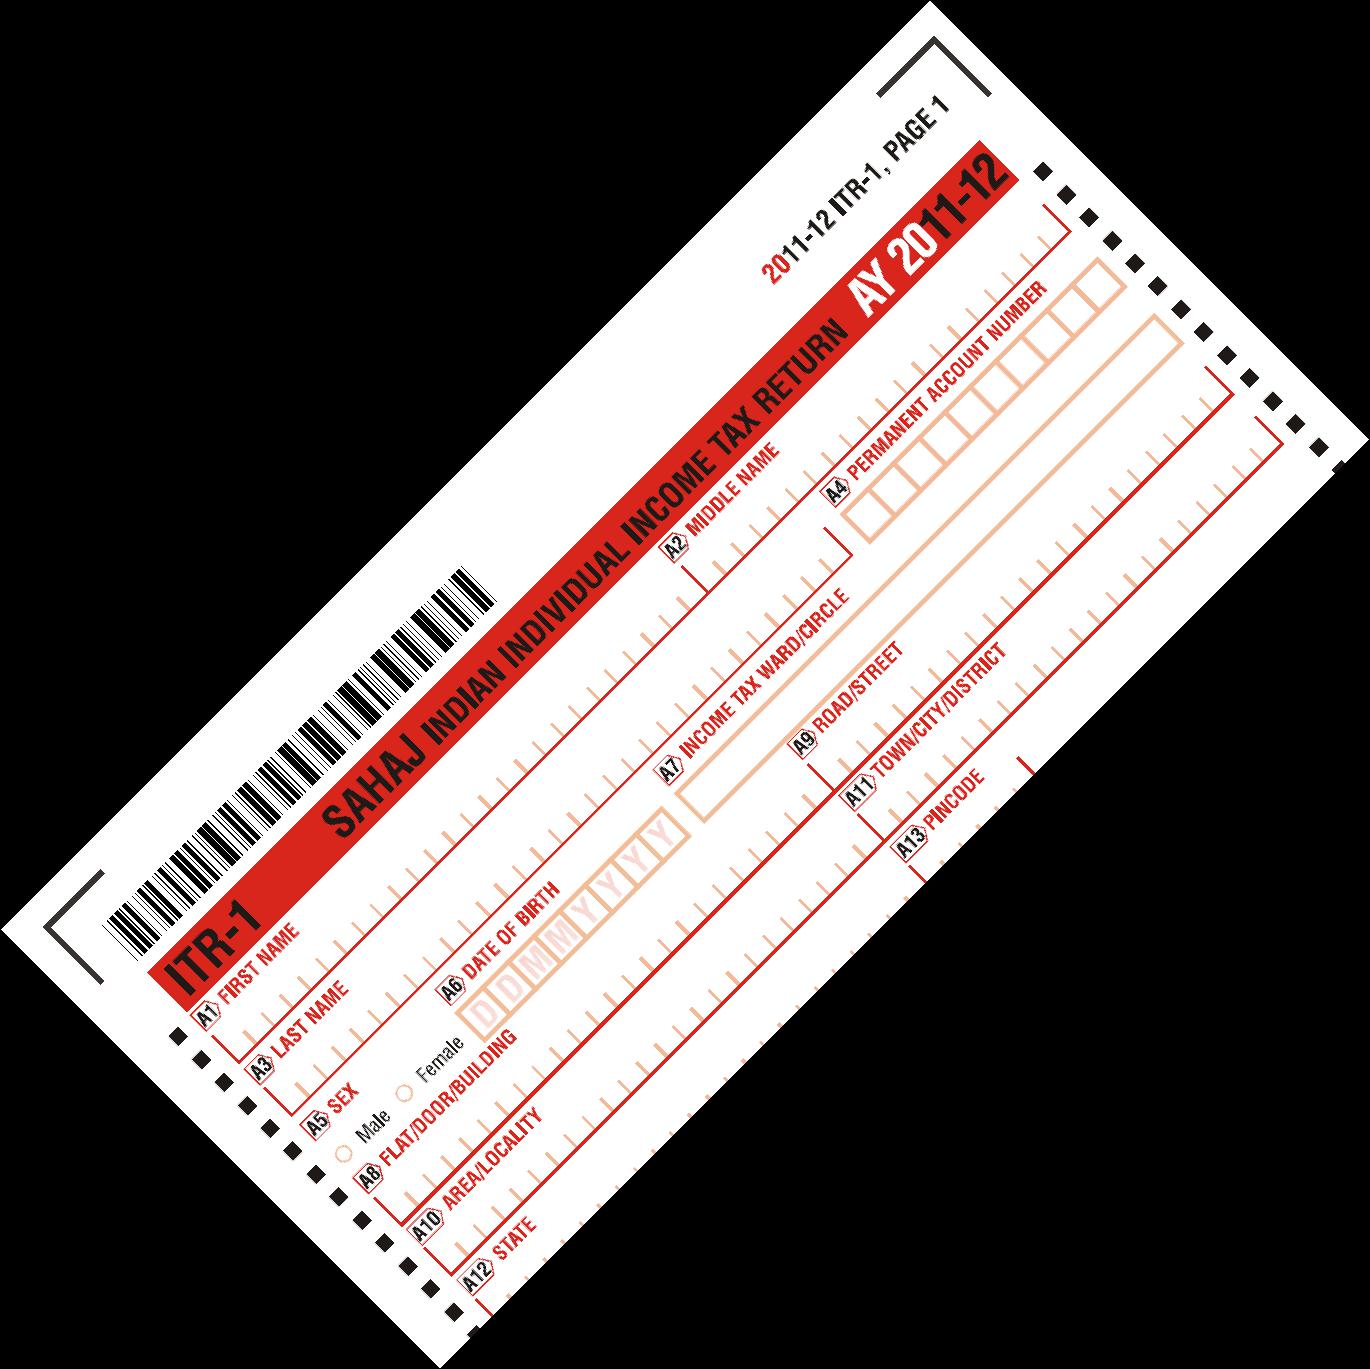 2011-12 ITR-1, PAGE 1
ITR-1 SAHAJ INDIAN INDIVIDUAL INCOME TAX RETURN AY 2011-12
A1 FIRST NAME A2 MIDDLE NAME
A3 LAST NAME A4 PERMANENT ACCOUNT NUMBER
A5 SEX A6 DATE OF BIRTH A7 INCOME TAX WARD/CIRCLE
Male Female D D M M Y Y Y Y
A8 FLAT/DOOR/BUILDING A9 ROAD/STREET
A10 AREA/LOCALITY A11 TOWN/CITY/DISTRICT
A12 STATE A13 PINCODE